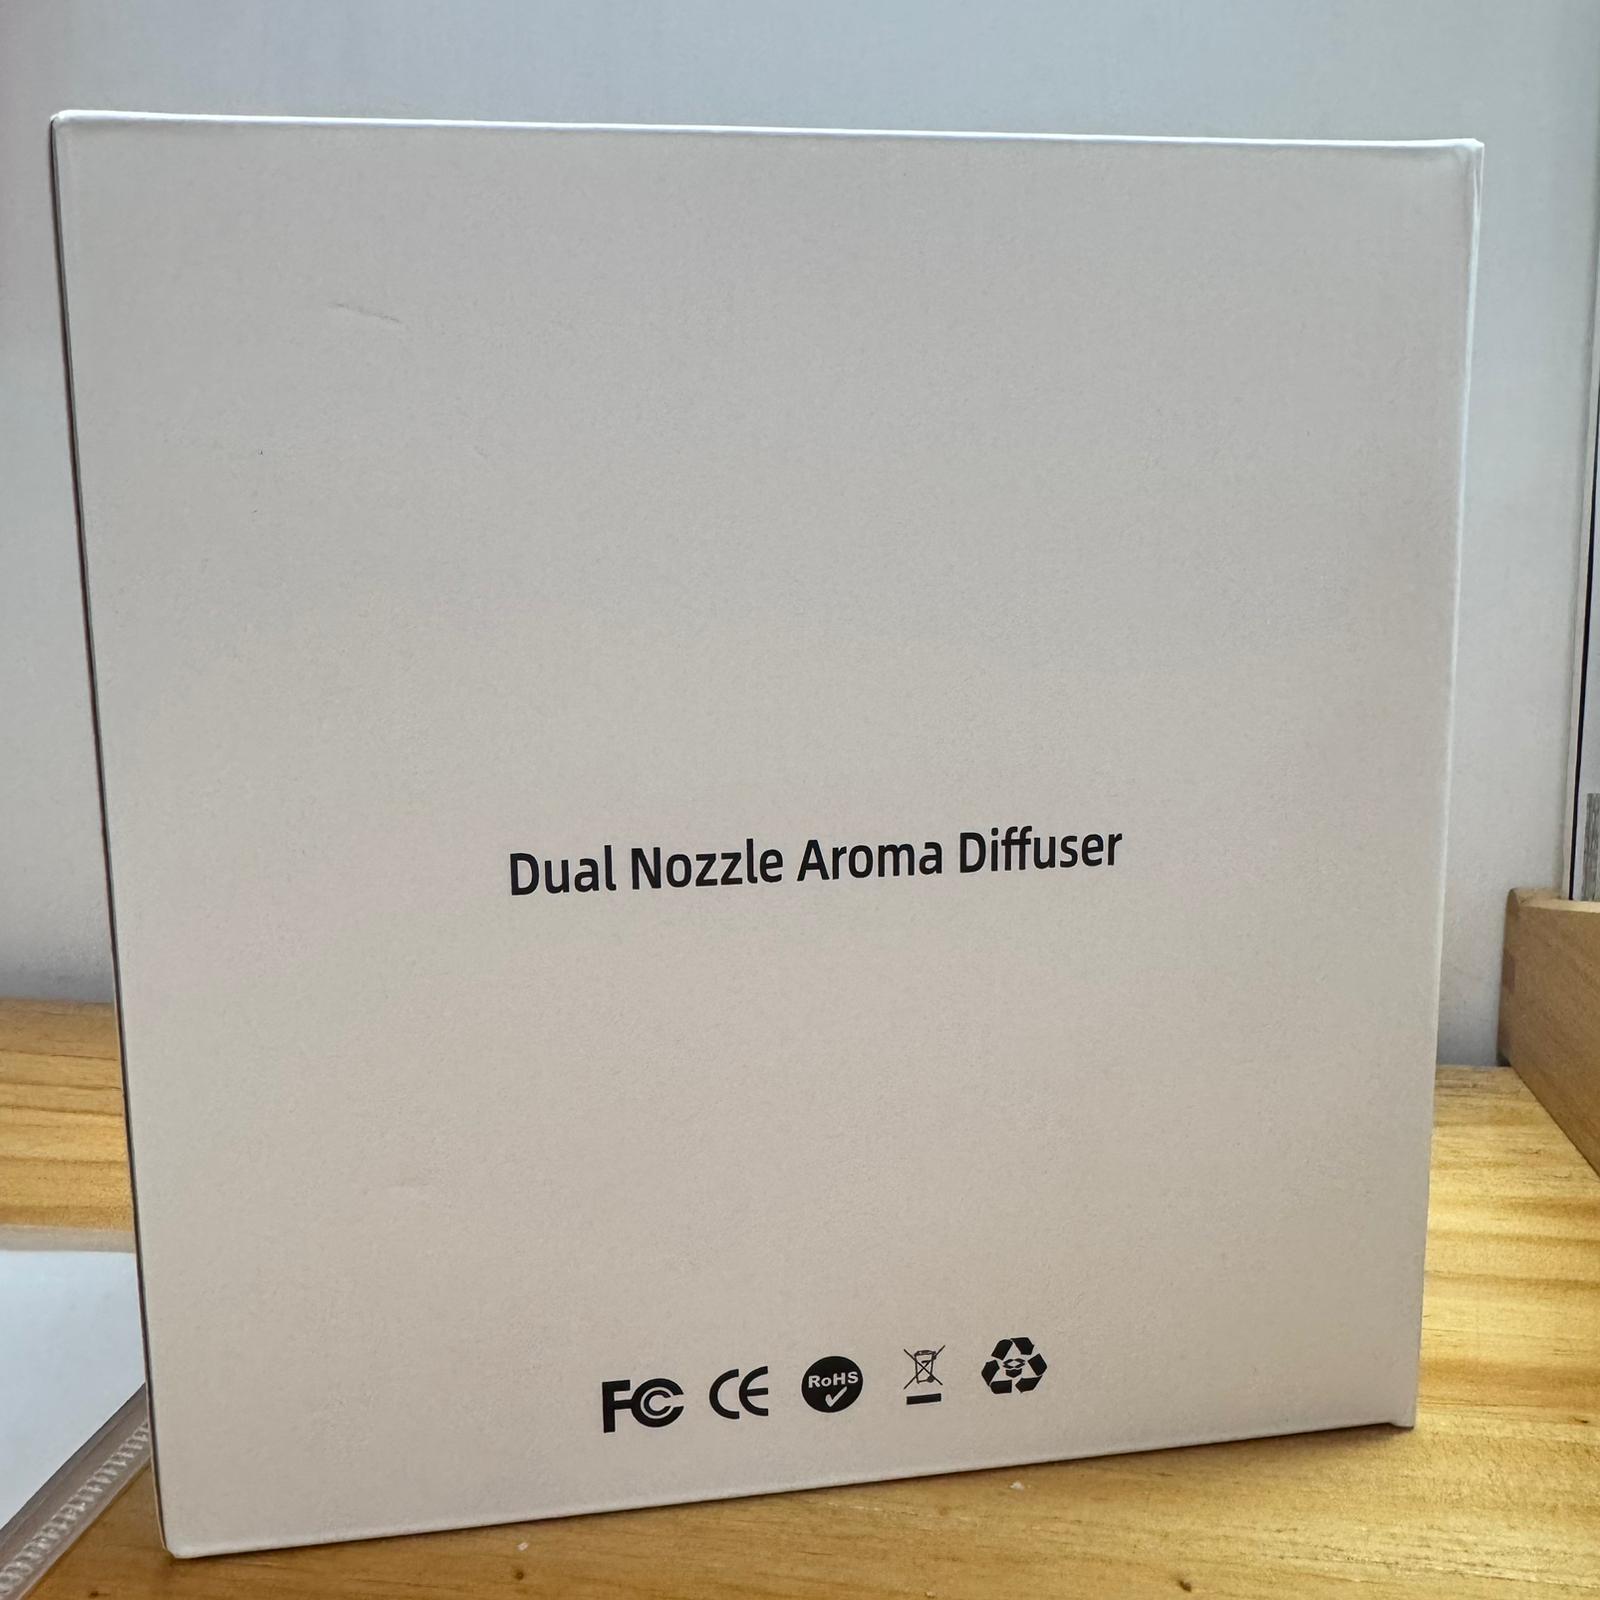 Dual Nozzle Aroma Diffuser
FC CE RoHS